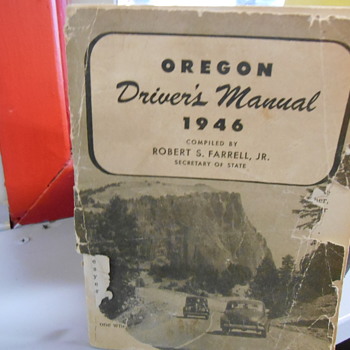 OREGON
Driver's Manual
1946
COMPILED BY
ROBERT S. FARRELL, JR.
SECRETARY OF STATE